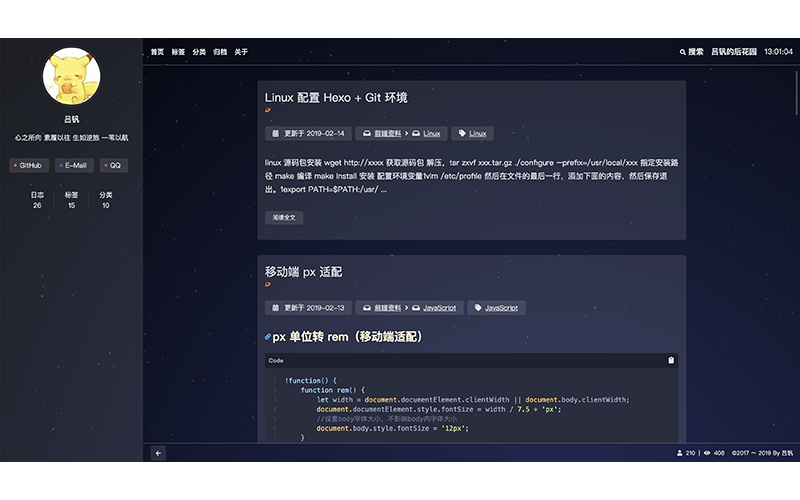 首页 标签 分类 归档 关于
搜索 吕钒的后花园 13:01:04
吕钒
心之所向 素履以往 生如逆旅 一苇以航
GitHub E-Mail QQ
日志 标签 分类
26 15 10
Linux 配置 Hexo + Git 环境
更新于 2019-02-14 前端资料 Linux Linux
linux 源码包安装 wget http://xxxx 获取源码包 解压，tar zxvf xxx.tar.gz ./configure —prefix=/usr/local/xxx 指定安装路
径 make 编译 make Install 安装 配置环境变量1vim /etc/profile 然后在文件的最后一行，添加下面的内容，然后保存退
出。1export PATH=$PATH:/usr/ ...
阅读全文
移动端 px 适配
更新于 2019-02-13 前端资料 JavaScript JavaScript
px 单位转 rem（移动端适配）
Code
1 !function() {
2 function rem() {
3 let width = document.documentElement.clientWidth || document.body.clientWidth;
4 document.documentElement.style.fontSize = width / 7.5 + 'px';
5 //设置body字体大小，不影响body内字体大小
6 document.body.style.fontSize = '12px';
7 }
210 | 408 ©2017 ~ 2019 By 吕钒